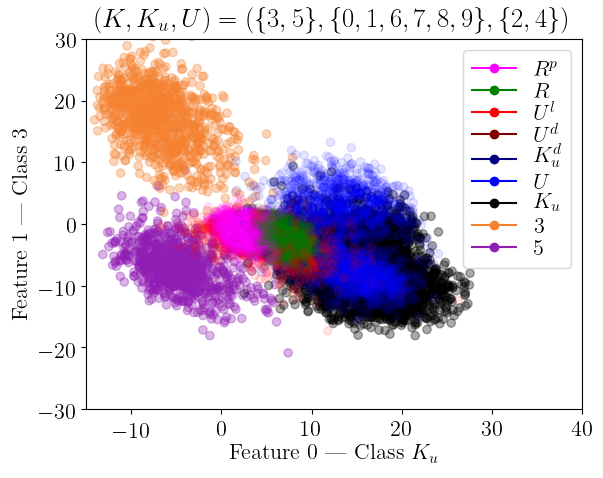 (K, K_u, U) = ({3, 5}, {0, 1, 6, 7, 8, 9}, {2, 4})
30
20
10
0
−10
−20
−30
−10
0
10
20
30
40
Feature 1 — Class 3
Feature 0 — Class K_u
R^p
R
U^l
U^d
K_u^d
U
K_u
3
5